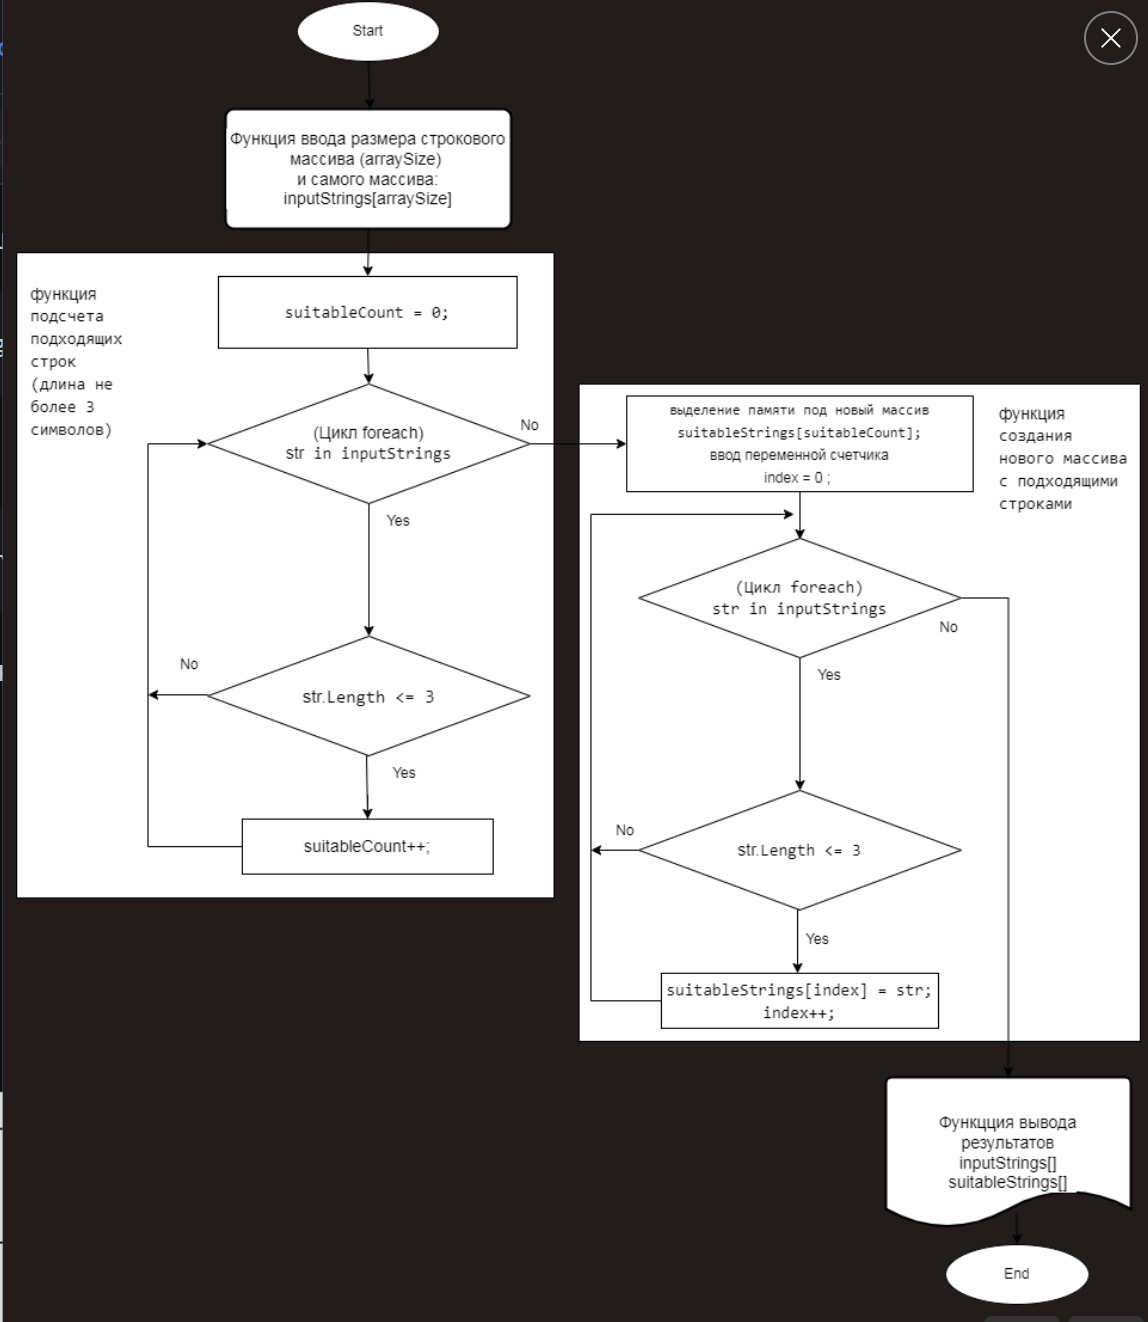 Start
Функция ввода размера строкового
массива (arraySize)
и самого массива:
inputStrings[arraySize]
функция
подсчета
подходящих
строк
(длина не
более 3
символов)
suitableCount = 0;
(Цикл foreach)
str in inputStrings
No
Yes
str.Length <= 3
No
Yes
suitableCount++;
выделение памяти под новый массив
suitableStrings[suitableCount];
ввод переменной счетчика
index = 0 ;
функция
создания
нового массива
с подходящими
строками
(Цикл foreach)
str in inputStrings
No
Yes
str.Length <= 3
No
Yes
suitableStrings[index] = str;
index++;
Функцция вывода
результатов
inputStrings[]
suitableStrings[]
End